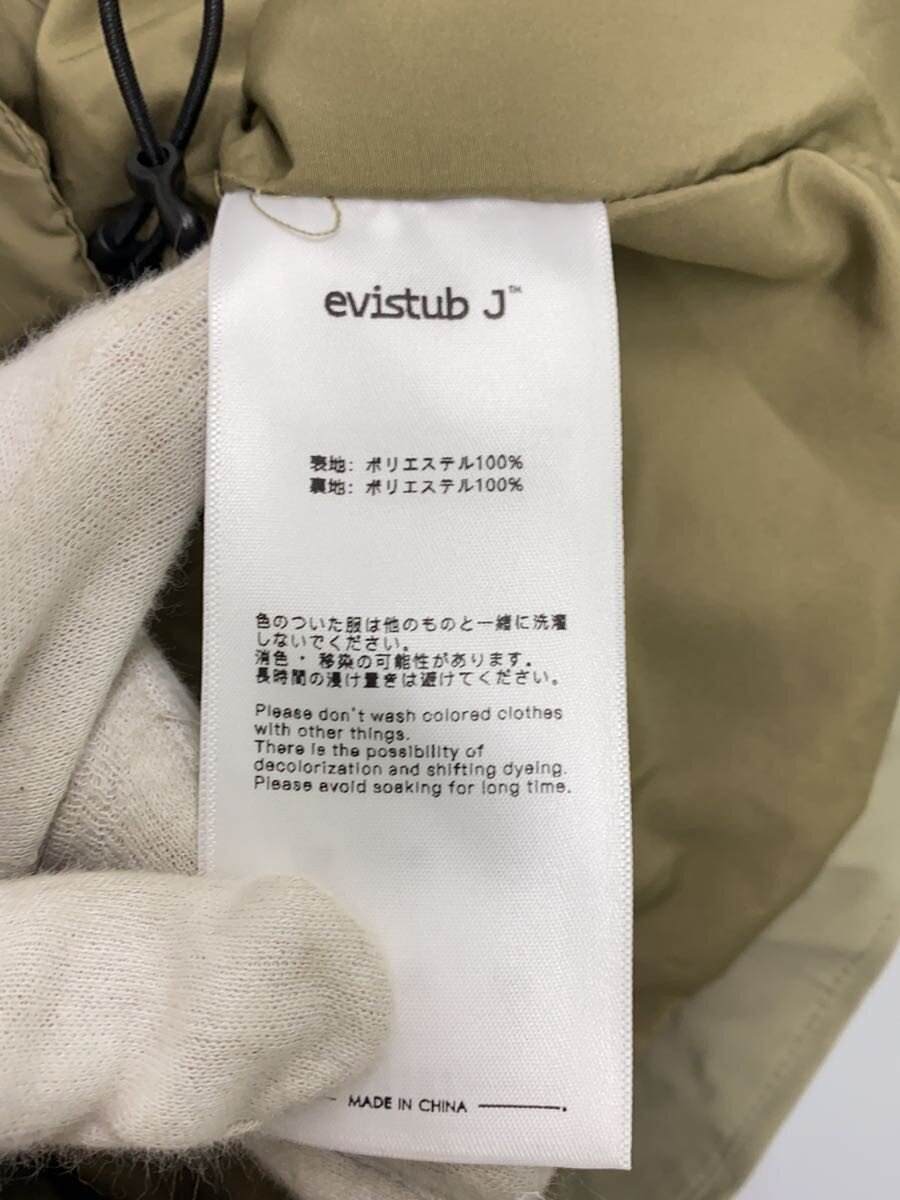 evistub J™
表地: ポリエステル100%
裏地: ポリエステル100%
色のついた服は他のものと一緒に洗濯
しないでください。
消色・移染の可能性があります。
長時間の浸け置きは避けてください。
Please don't wash colored clothes
with other things.
There is the possibility of
decolorization and shifting dyeing.
Please avoid soaking for long time.
MADE IN CHINA